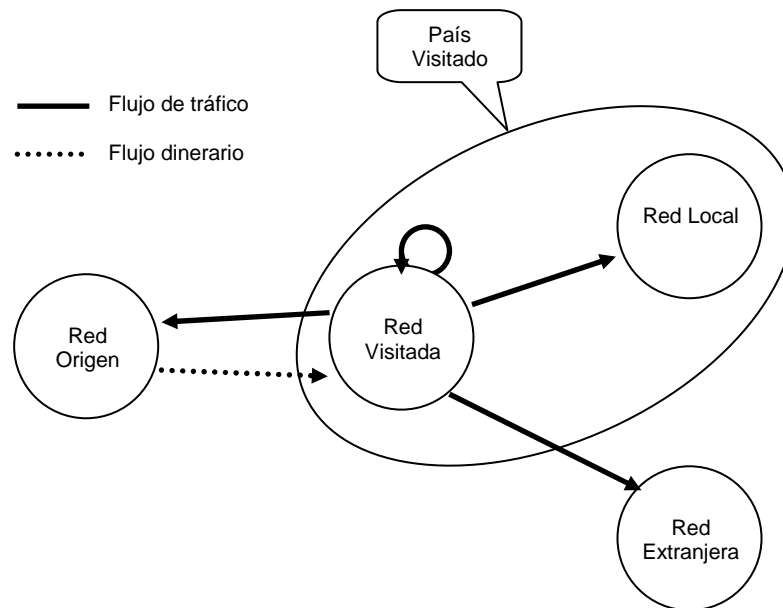 País
Visitado
Flujo de tráfico
Flujo dinerario
Red Local
Red
Origen
Red
Visitada
Red
Extranjera